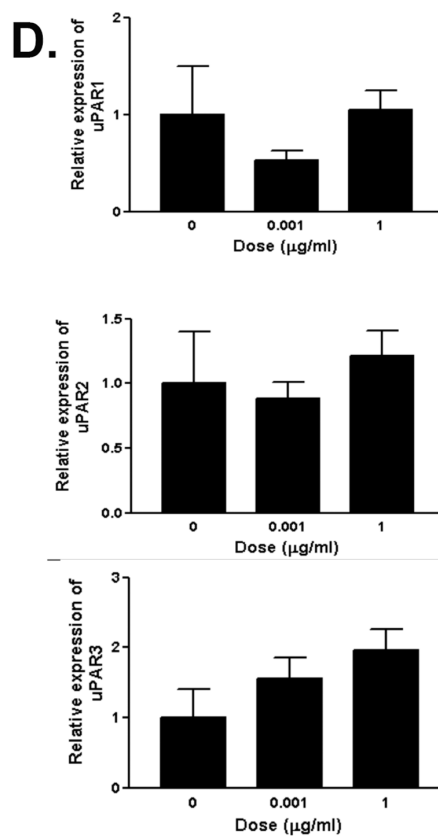 D.
Relative expression of
uPAR1
2
1
0
0 0.001 1
Dose (μg/ml)
Relative expression of
uPAR2
1.5
1.0
0.5
0.0
0 0.001 1
Dose (μg/ml)
Relative expression of
uPAR3
3
2
1
0
0 0.001 1
Dose (μg/ml)